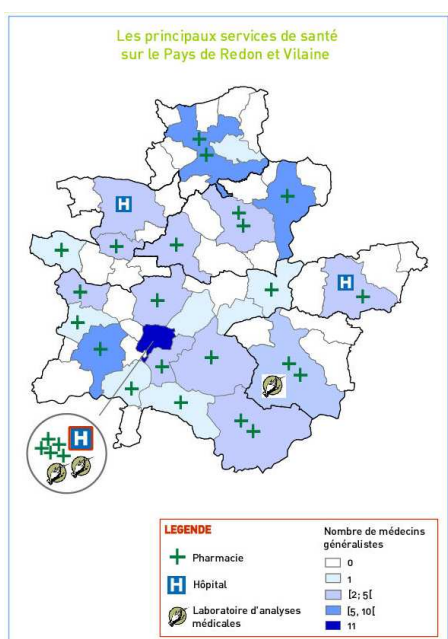 Les principaux services de santé
sur le Pays de Redon et Vilaine
H
H
H
LEGENDE
Pharmacie
H
Hôpital
Laboratoire d'analyses
médicales
Nombre de médecins
généralistes
0
1
[2; 5[
[5, 10[
11